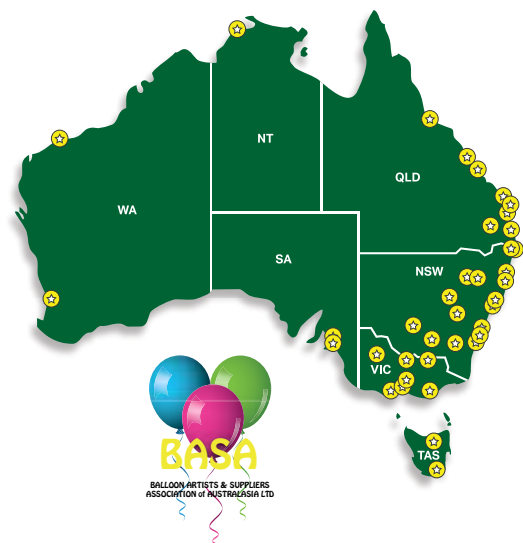 NT
QLD
WA
SA
NSW
VIC
BASA
BALLOON ARTISTS & SUPPLIERS
ASSOCIATION of AUSTRALASIA LTD
TAS